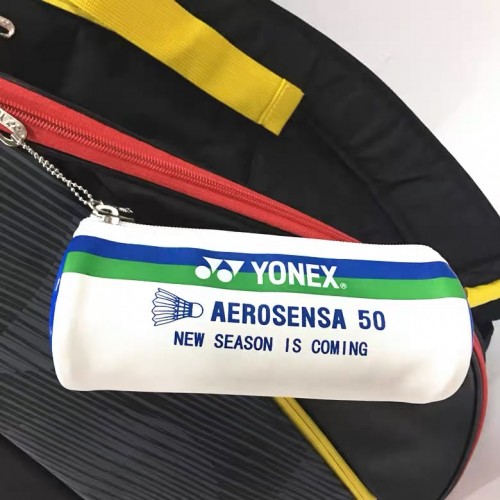 YONEX®
AEROSENSA 50
NEW SEASON IS COMING